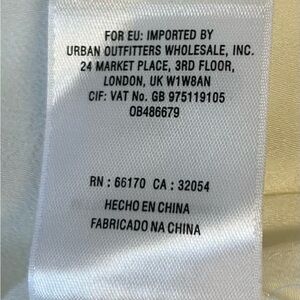 FOR EU: IMPORTED BY
URBAN OUTFITTERS WHOLESALE, INC.
24 MARKET PLACE, 3RD FLOOR,
LONDON, UK W1W8AN
CIF: VAT No. GB 975119105
OB486679
RN : 66170 CA : 32054
HECHO EN CHINA
FABRICADO NA CHINA